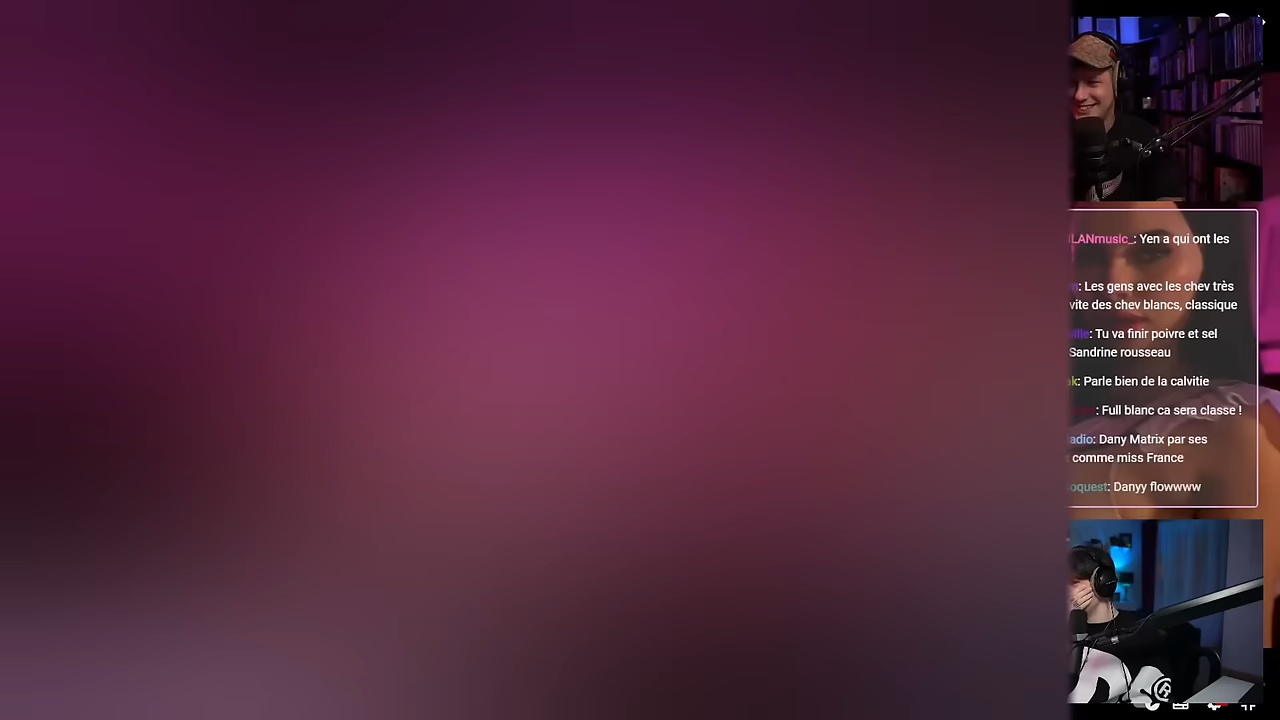 LANmusic_: Yen a qui ont les
: Les gens avec les chev très
vite des chev blancs, classique
: Tu va finir poivre et sel
Sandrine rousseau
k: Parle bien de la calvitie
: Full blanc ca sera classe !
adio: Dany Matrix par ses
comme miss France
oquest: Danyy flowwww